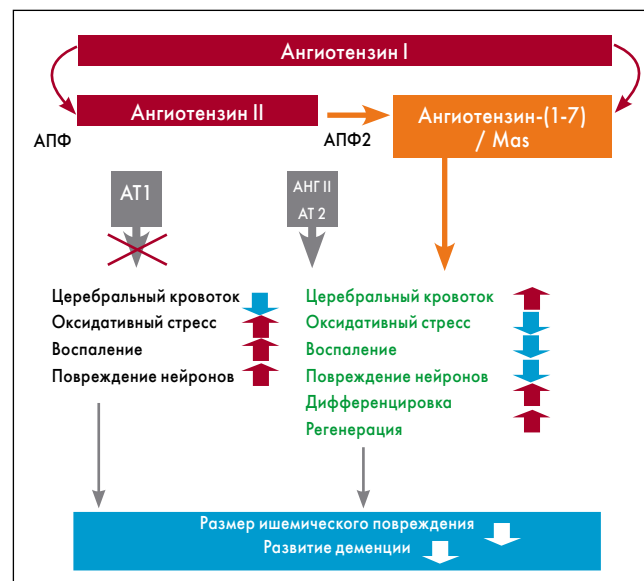 Ангиотензин I
Ангиотензин II
Ангиотензин-(1-7)
/ Mas
АПФ
АПФ2
АТ1
АНГ II
АТ 2
Церебральный кровоток
Оксидативный стресс
Воспаление
Повреждение нейронов
Церебральный кровоток
Оксидативный стресс
Воспаление
Повреждение нейронов
Дифференцировка
Регенерация
Размер ишемического повреждения
Развитие деменции